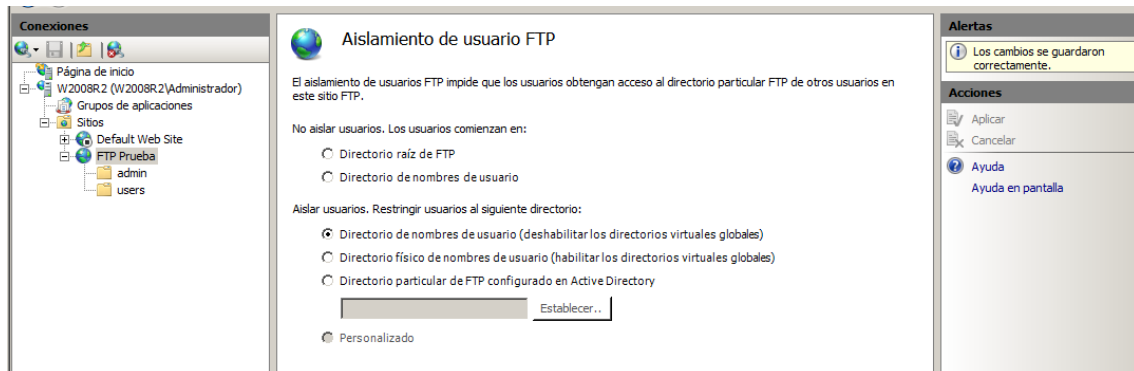 Conexiones
Página de inicio
W2008R2 (W2008R2\Administrador)
Grupos de aplicaciones
Sitios
Default Web Site
FTP Prueba
admin
users
Aislamiento de usuario FTP
El aislamiento de usuarios FTP impide que los usuarios obtengan acceso al directorio particular FTP de otros usuarios en
este sitio FTP.
No aislar usuarios. Los usuarios comienzan en:
Directorio raíz de FTP
Directorio de nombres de usuario
Aislar usuarios. Restringir usuarios al siguiente directorio:
Directorio de nombres de usuario (deshabilitar los directorios virtuales globales)
Directorio físico de nombres de usuario (habilitar los directorios virtuales globales)
Directorio particular de FTP configurado en Active Directory
Establecer..
Personalizado
Alertas
Los cambios se guardaron
correctamente.
Acciones
Aplicar
Cancelar
Ayuda
Ayuda en pantalla